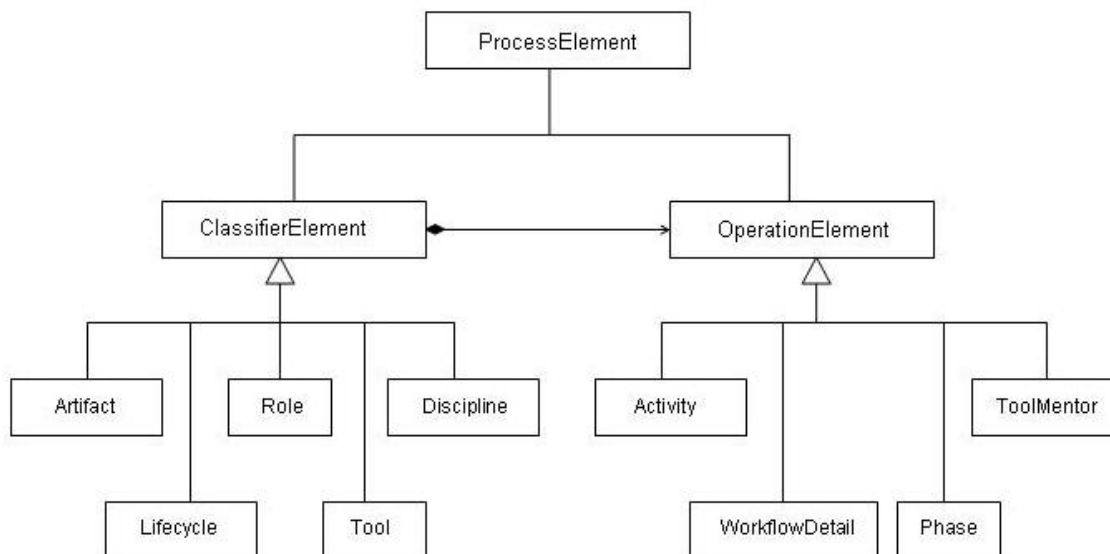 ProcessElement
ClassifierElement
OperationElement
Artifact
Role
Discipline
Activity
ToolMentor
Lifecycle
Tool
WorkflowDetail
Phase